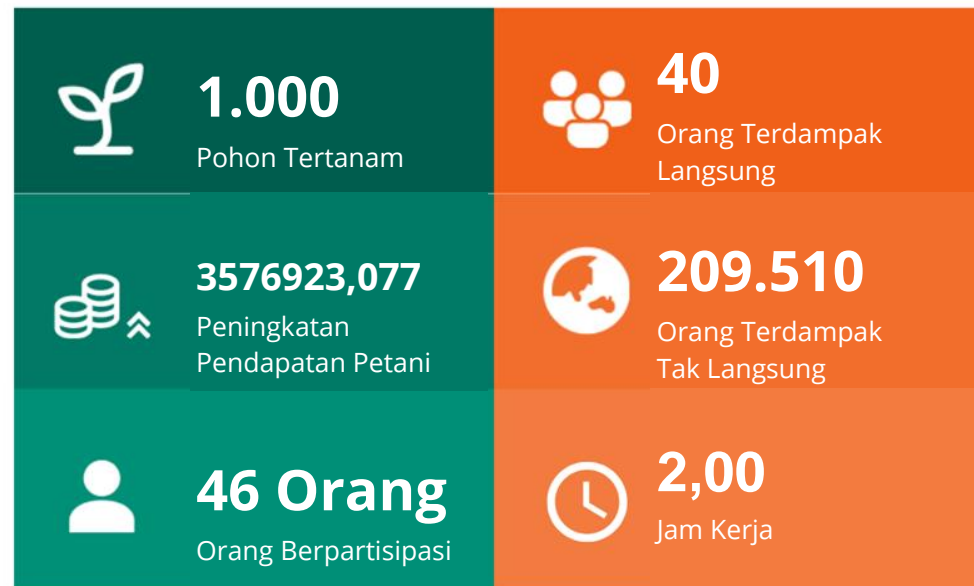 1.000
Pohon Tertanam
40
Orang Terdampak
Langsung
3576923,077
Peningkatan
Pendapatan Petani
209.510
Orang Terdampak
Tak Langsung
46 Orang
Orang Berpartisipasi
2,00
Jam Kerja